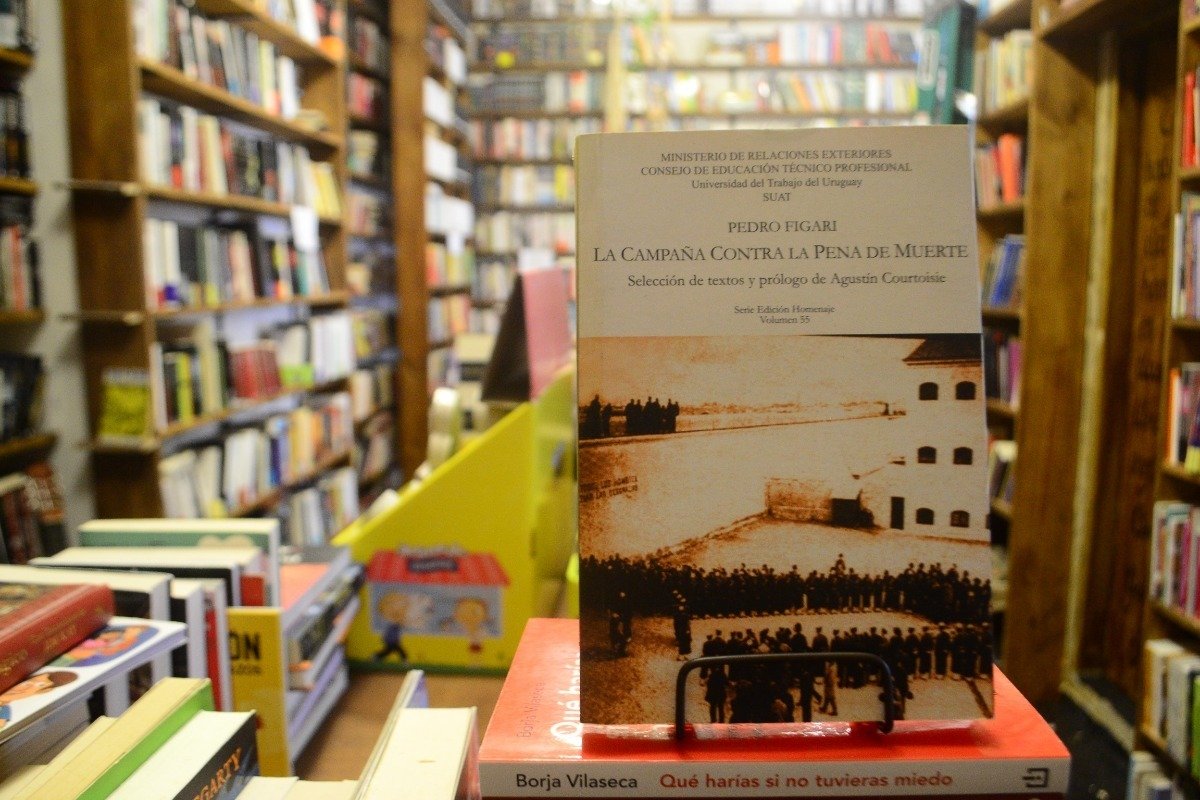 MINISTERIO DE RELACIONES EXTERIORES
CONSEJO DE EDUCACIÓN TÉCNICO PROFESIONAL
Universidad del Trabajo del Uruguay
SUAT
PEDRO FIGARI
LA CAMPAÑA CONTRA LA PENA DE MUERTE
Selección de textos y prólogo de Agustín Courtoisie
Serie Edición Homenaje
Volumen 55
Borja Vilaseca Qué harías si no tuvieras miedo